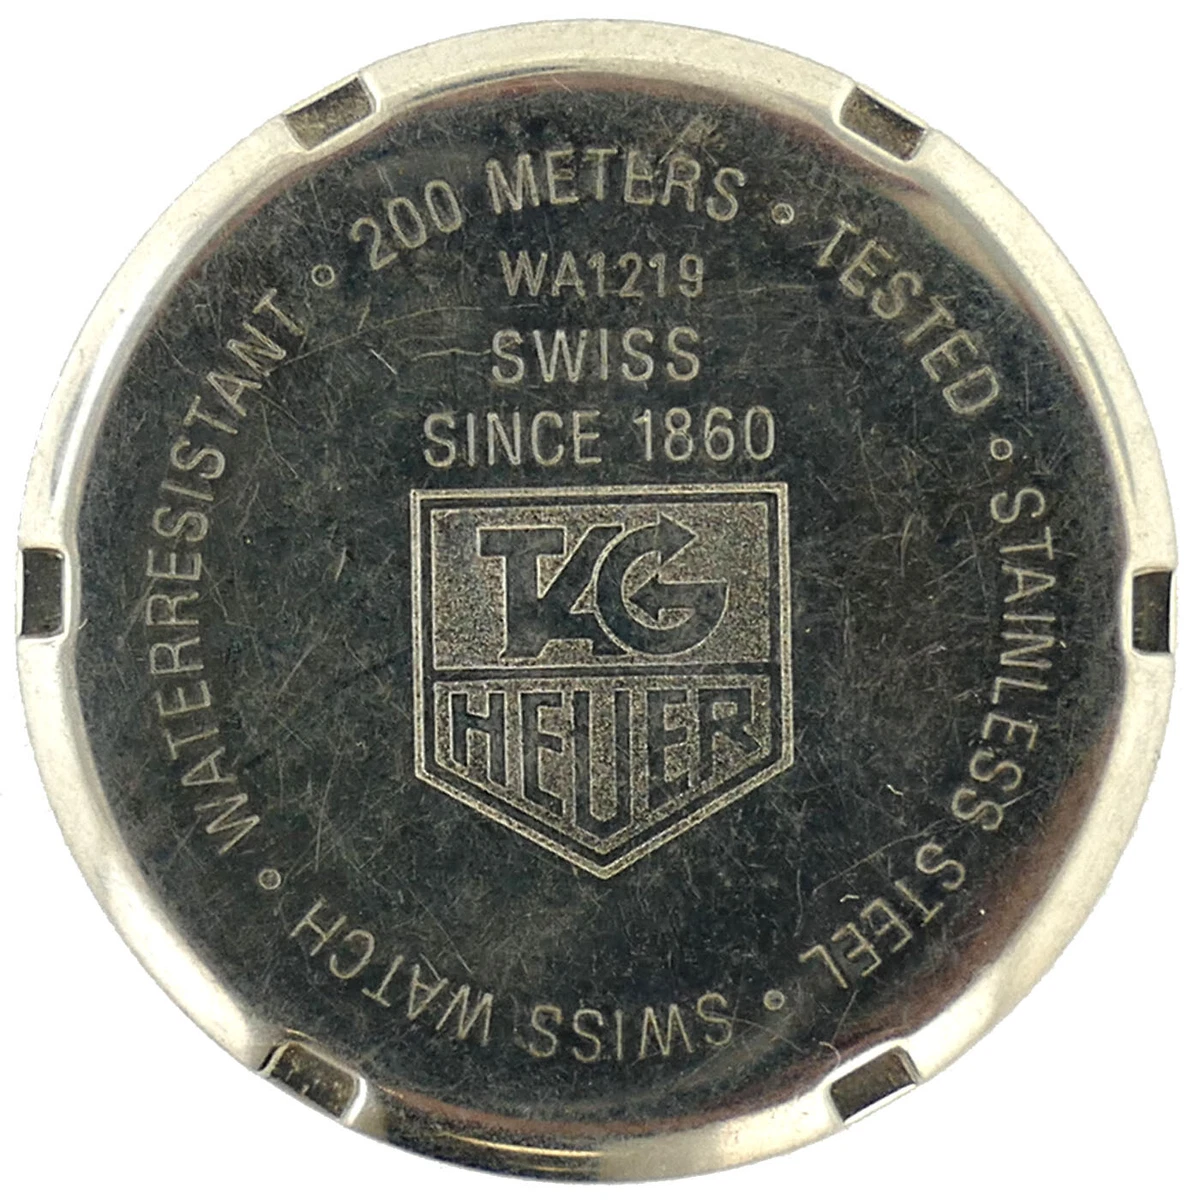 200 METERS ∘ TESTED ∘ STAINLESS STEEL ∘ SWISS WATCH ∘ WATERRESISTANT ∘
WA1219
SWISS
SINCE 1860
TAG
HEUER